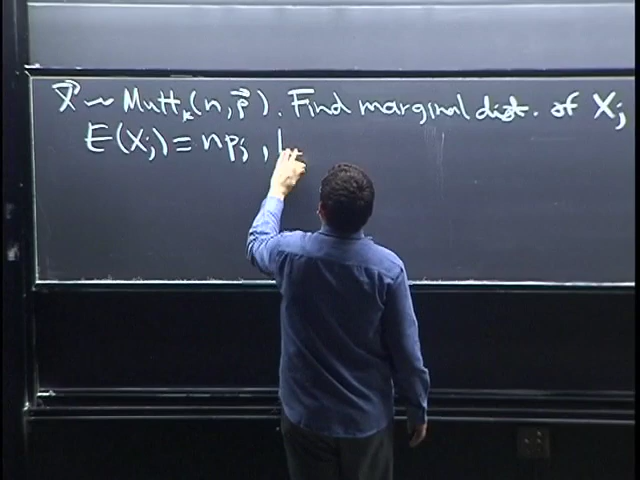 X⃗ ~ Mult_k(n, p⃗). Find marginal dist. of X_j
E(X_j) = np_j,